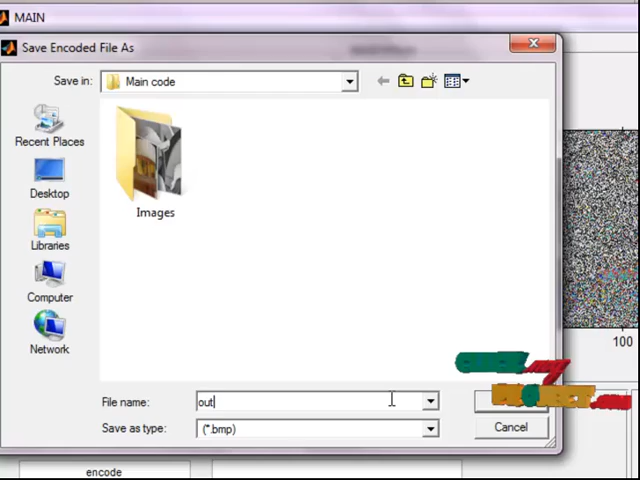 MAIN
Save Encoded File As
Save in:
Main code
Recent Places
Desktop
Libraries
Computer
Network
Images
100
File name:
out
Save as type:
(*.bmp)
Cancel
encode